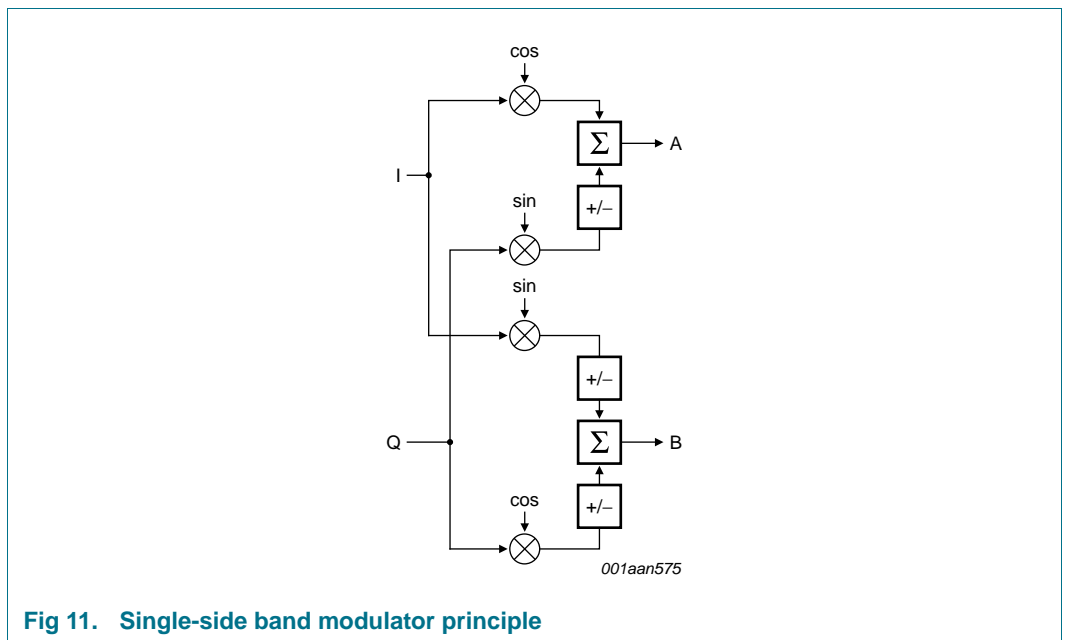 cos
Σ
A
I
+/−
sin
sin
+/−
Q
Σ
B
+/−
cos
001aan575
Fig 11. Single-side band modulator principle